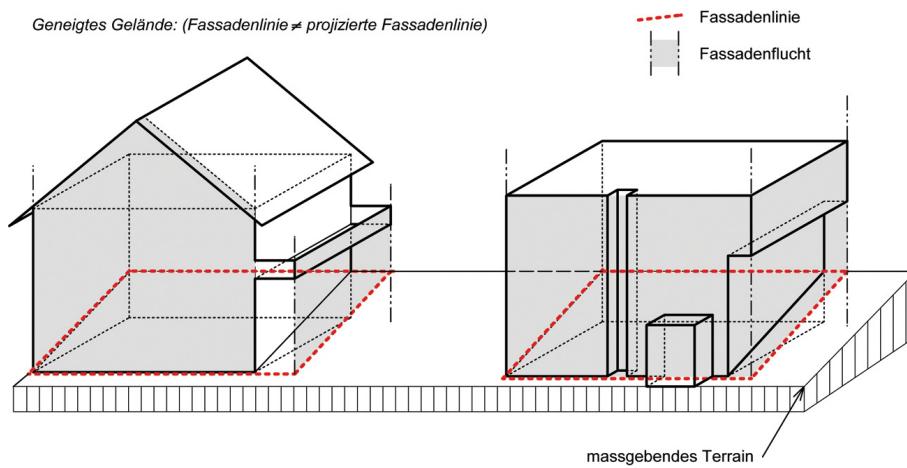 Geneigtes Gelände: (Fassadenlinie ≠ projizierte Fassadenlinie)
Fassadenlinie
Fassadenflucht
massgebendes Terrain